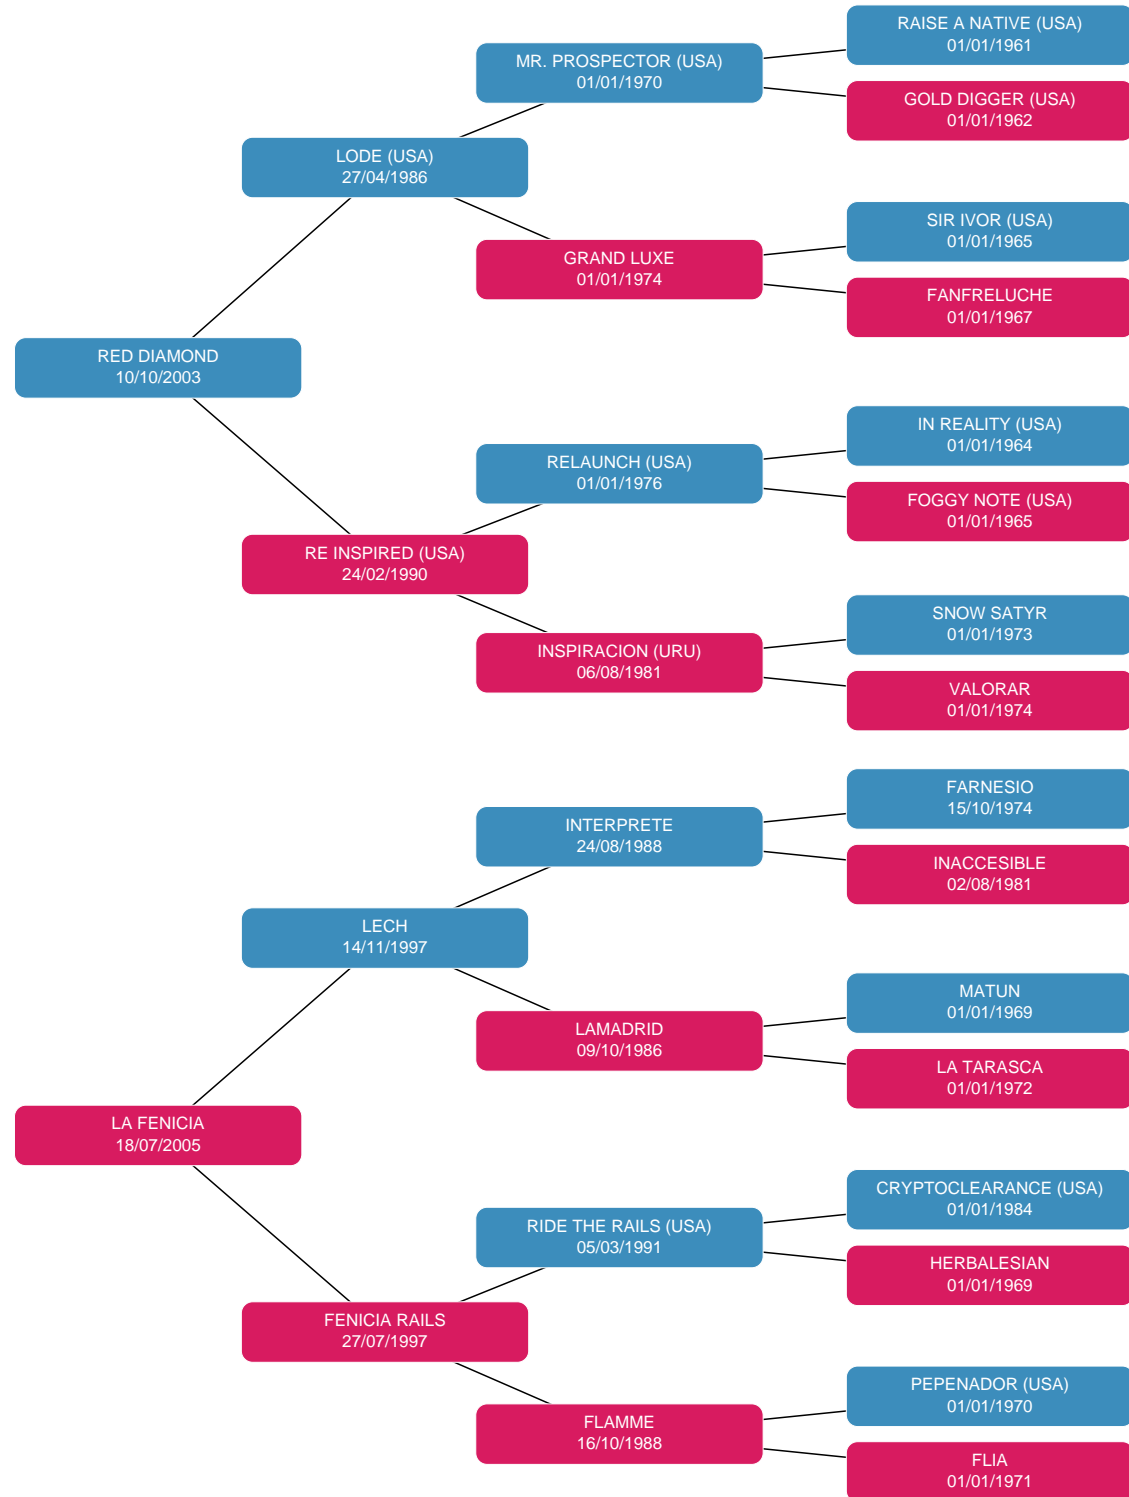 RAISE A NATIVE (USA)
01/01/1961
MR. PROSPECTOR (USA)
01/01/1970
GOLD DIGGER (USA)
01/01/1962
LODE (USA)
27/04/1986
SIR IVOR (USA)
01/01/1965
GRAND LUXE
01/01/1974
FANFRELUCHE
01/01/1967
RED DIAMOND
10/10/2003
IN REALITY (USA)
01/01/1964
RELAUNCH (USA)
01/01/1976
FOGGY NOTE (USA)
01/01/1965
RE INSPIRED (USA)
24/02/1990
SNOW SATYR
01/01/1973
INSPIRACION (URU)
06/08/1981
VALORAR
01/01/1974
FARNESIO
15/10/1974
INTERPRETE
24/08/1988
INACCESIBLE
02/08/1981
LECH
14/11/1997
MATUN
01/01/1969
LAMADRID
09/10/1986
LA TARASCA
01/01/1972
LA FENICIA
18/07/2005
CRYPTOCLEARANCE (USA)
01/01/1984
RIDE THE RAILS (USA)
05/03/1991
HERBALESIAN
01/01/1969
FENICIA RAILS
27/07/1997
PEPENADOR (USA)
01/01/1970
FLAMME
16/10/1988
FLIA
01/01/1971